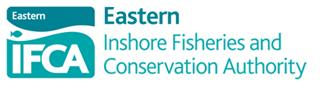 Eastern
IFCA
Eastern
Inshore Fisheries and
Conservation Authority